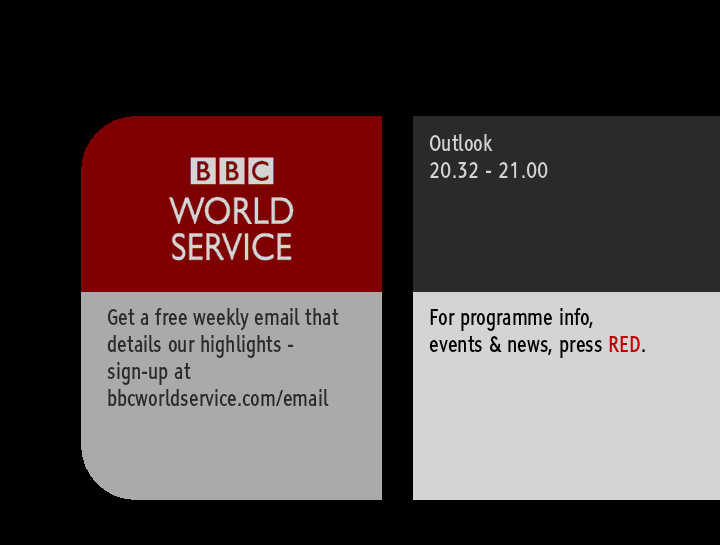 BBC
WORLD
SERVICE
Get a free weekly email that
details our highlights -
sign-up at
bbcworldservice.com/email
Outlook
20.32 - 21.00
For programme info,
events & news, press RED.